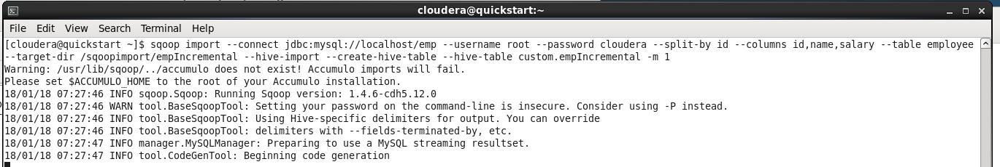 cloudera@quickstart:~
File Edit View Search Terminal Help
[cloudera@quickstart ~]$ sqoop import --connect jdbc:mysql://localhost/emp --username root --password cloudera --split-by id --columns id,name,salary --table employee
--target-dir /sqoopimport/empIncremental --hive-import --create-hive-table --hive-table custom.empIncremental -m 1
Warning: /usr/lib/sqoop/../accumulo does not exist! Accumulo imports will fail.
Please set $ACCUMULO_HOME to the root of your Accumulo installation.
18/01/18 07:27:46 INFO sqoop.Sqoop: Running Sqoop version: 1.4.6-cdh5.12.0
18/01/18 07:27:46 WARN tool.BaseSqoopTool: Setting your password on the command-line is insecure. Consider using -P instead.
18/01/18 07:27:46 INFO tool.BaseSqoopTool: Using Hive-specific delimiters for output. You can override
18/01/18 07:27:46 INFO tool.BaseSqoopTool: delimiters with --fields-terminated-by, etc.
18/01/18 07:27:47 INFO manager.MySQLManager: Preparing to use a MySQL streaming resultset.
18/01/18 07:27:47 INFO tool.CodeGenTool: Beginning code generation